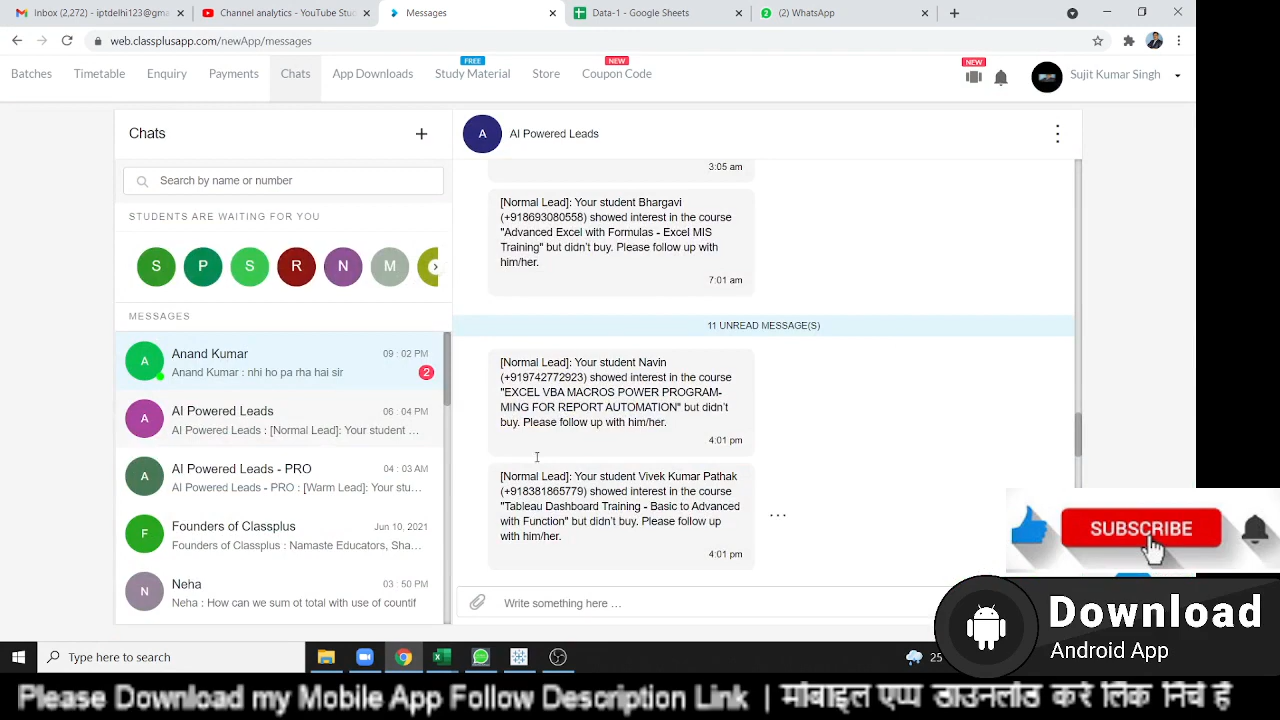 Inbox (2,272) - iptdelhi123@gma
Channel analytics - YouTube Stu
Messages
Data-1 - Google Sheets
(2) WhatsApp
web.classplusapp.com/newApp/messages
FREE
NEW
Batches
Timetable
Enquiry
Payments
Chats
App Downloads
Study Material
Store
Coupon Code
NEW
Sujit Kumar Singh
Chats
Search by name or number
STUDENTS ARE WAITING FOR YOU
S
P
S
R
N
M
MESSAGES
A
Anand Kumar
09 : 02 PM
Anand Kumar : nhi ho pa rha hai sir
2
A
AI Powered Leads
06 : 04 PM
AI Powered Leads : [Normal Lead]: Your student ...
A
AI Powered Leads - PRO
04 : 03 AM
AI Powered Leads - PRO : [Warm Lead]: Your stu...
F
Founders of Classplus
Jun 10, 2021
Founders of Classplus : Namaste Educators, Sha...
N
Neha
03 : 50 PM
Neha : How can we sum ot total with use of countif
A
AI Powered Leads
3:05 am
[Normal Lead]: Your student Bhargavi
(+918693080558) showed interest in the course
"Advanced Excel with Formulas - Excel MIS
Training" but didn't buy. Please follow up with
him/her.
7:01 am
11 UNREAD MESSAGE(S)
[Normal Lead]: Your student Navin
(+919742772923) showed interest in the course
"EXCEL VBA MACROS POWER PROGRAM-
MING FOR REPORT AUTOMATION" but didn't
buy. Please follow up with him/her.
4:01 pm
[Normal Lead]: Your student Vivek Kumar Pathak
(+918381865779) showed interest in the course
"Tableau Dashboard Training - Basic to Advanced
with Function" but didn't buy. Please follow up
with him/her.
4:01 pm
Write something here ...
SUBSCRIBE
Download
Android App
Type here to search
25
Please Download my Mobile App Follow Description Link | मोबाइल एप्प डाउनलोड करे लिंक निचे है